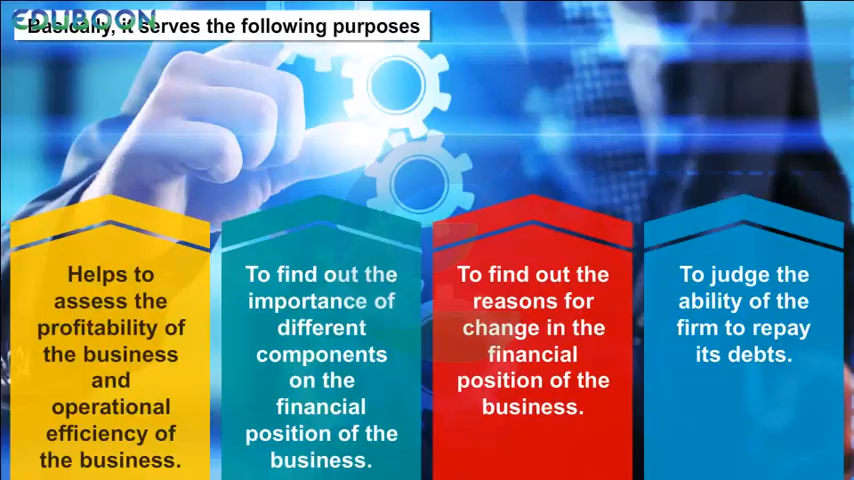 EDUBOON
Basically, it serves the following purposes
Helps to
assess the
profitability of
the business
and
operational
efficiency of
the business.
To find out the
importance of
different
components
on the
financial
position of the
business.
To find out the
reasons for
change in the
financial
position of the
business.
To judge the
ability of the
firm to repay
its debts.